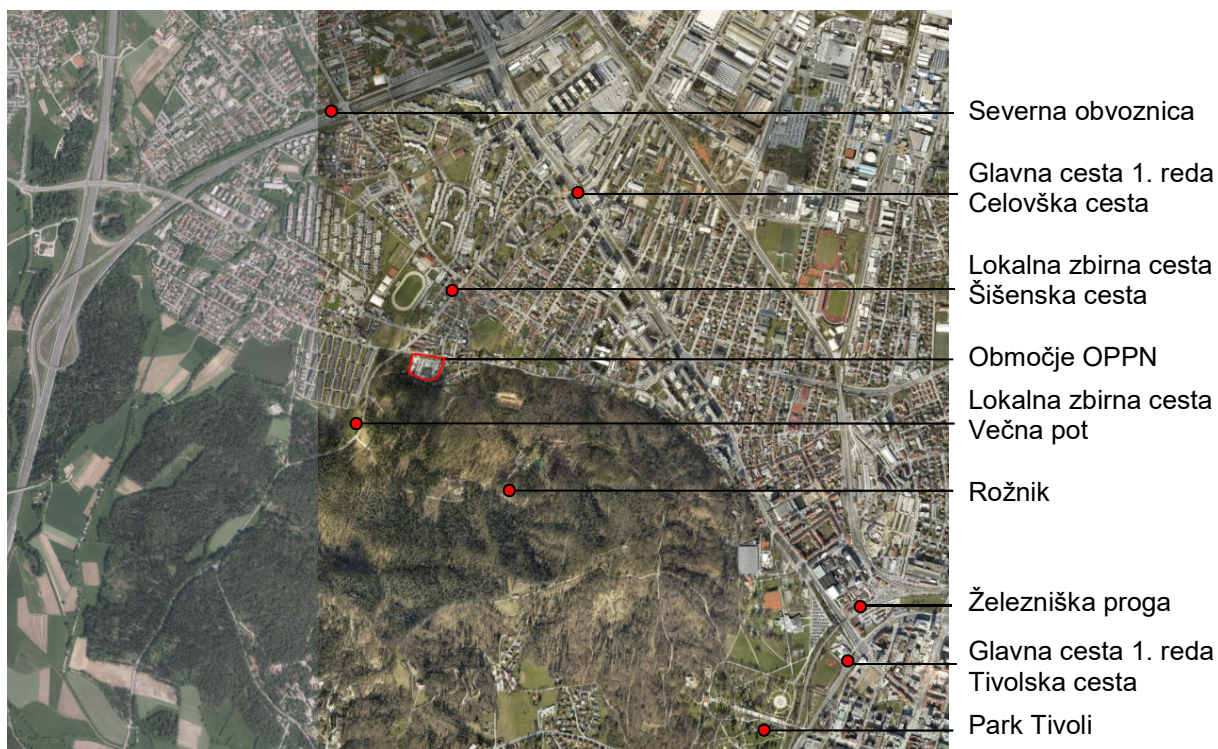 Severna obvoznica
Glavna cesta 1. reda
Celovška cesta
Lokalna zbirna cesta
Šišenska cesta
Območje OPPN
Lokalna zbirna cesta
Večna pot
Rožnik
Železniška proga
Glavna cesta 1. reda
Tivolska cesta
Park Tivoli